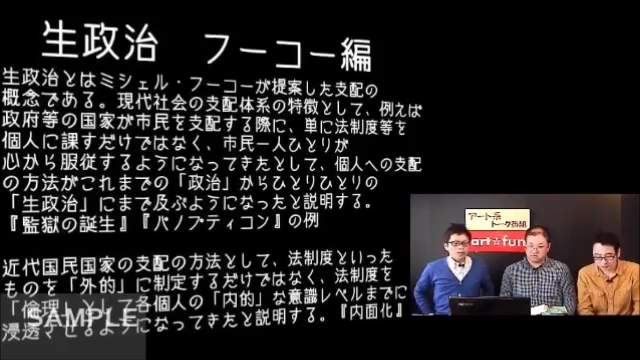 生政治　フーコー編
生政治とはミシェル・フーコーが提案した支配の
概念である。現代社会の支配体系の特徴として、例えば
政府等の国家が市民を支配する際に、単に法制度等を
個人に課すだけではなく、市民一人ひとりが
心から服従するようになってきたとして、個人への支配
の方法がこれまでの「政治」からひとりひとりの
「生政治」にまで及ぶようになったと説明する。
『監獄の誕生』『パノプティコン』の例
近代国民国家の支配の方法として、法制度といった
ものを「外的」に制定するだけではなく、法制度を
「倫理」として各個人の「内的」な意識レベルまでに
浸透させるようになってきたと説明する。『内面化』
アート系
トーク番組
art☆fun
SAMPLE